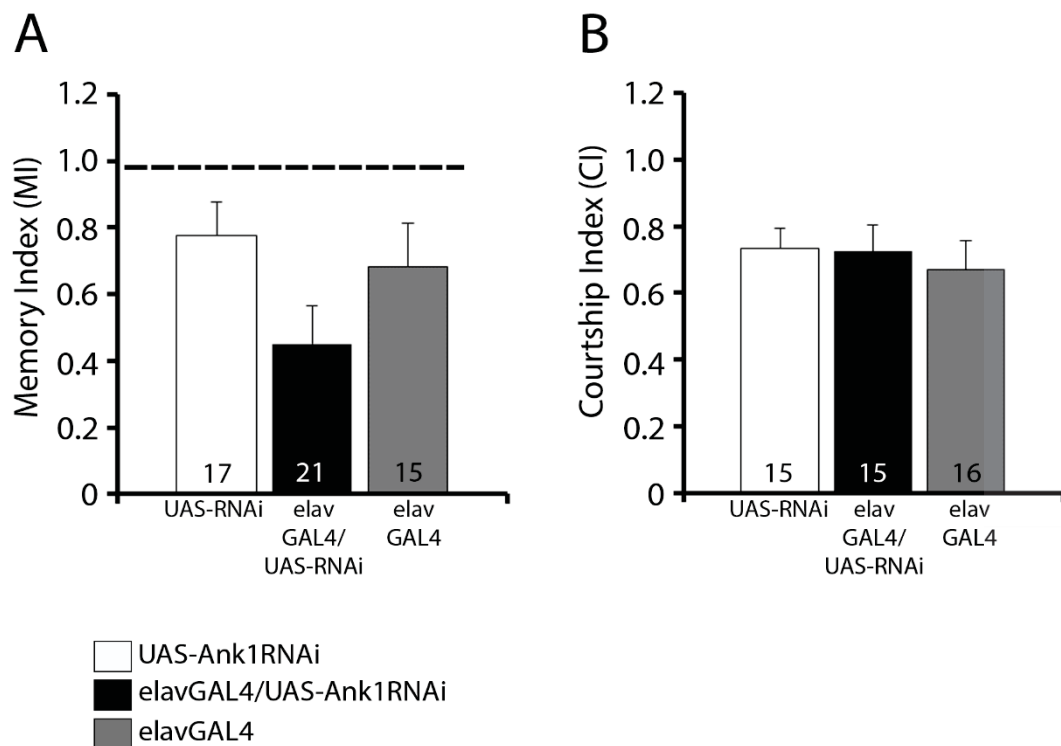 A
Memory Index (MI)
1.2
1.0
0.8
0.6
0.4
0.2
0
17
21
15
UAS-RNAi
elav
GAL4/
UAS-RNAi
elav
GAL4
B
Courtship Index (CI)
1.2
1.0
0.8
0.6
0.4
0.2
0
15
15
16
UAS-RNAi
elav
GAL4/
UAS-RNAi
elav
GAL4
UAS-Ank1RNAi
elavGAL4/UAS-Ank1RNAi
elavGAL4